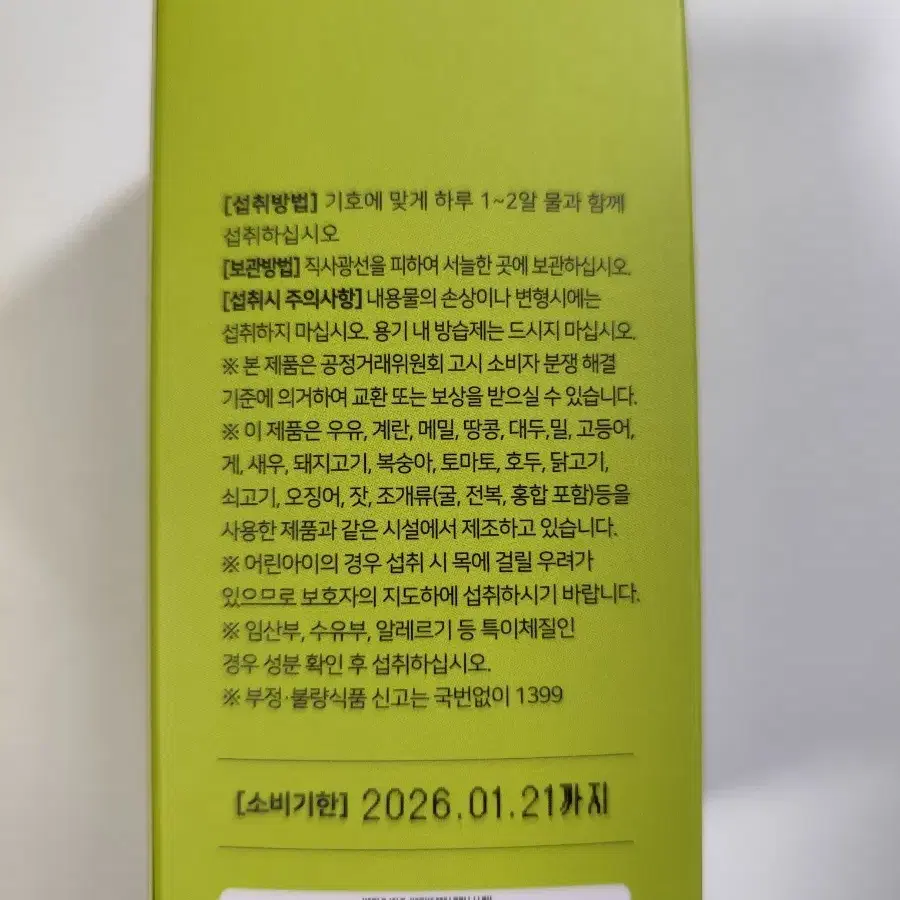 [섭취방법] 기호에 맞게 하루 1~2알 물과 함께
섭취하십시오
[보관방법] 직사광선을 피하여 서늘한 곳에 보관하십시오.
[섭취시 주의사항] 내용물의 손상이나 변형시에는
섭취하지 마십시오. 용기 내 방습제는 드시지 마십시오.
※ 본 제품은 공정거래위원회 고시 소비자 분쟁 해결
기준에 의거하여 교환 또는 보상을 받으실 수 있습니다.
※ 이 제품은 우유, 계란, 메밀, 땅콩, 대두,밀, 고등어,
게, 새우, 돼지고기, 복숭아, 토마토, 호두, 닭고기,
쇠고기, 오징어, 잣, 조개류(굴, 전복, 홍합 포함)등을
사용한 제품과 같은 시설에서 제조하고 있습니다.
※ 어린아이의 경우 섭취 시 목에 걸릴 우려가
있으므로 보호자의 지도하에 섭취하시기 바랍니다.
※ 임산부, 수유부, 알레르기 등 특이체질인
경우 성분 확인 후 섭취하십시오.
※ 부정·불량식품 신고는 국번없이 1399
[소비기한] 2026.01.21까지